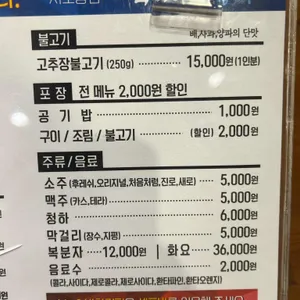 불고기 배,사과,양파의 단맛
고추장불고기 (250g) 15,000원(1인분)
포 장 전 메뉴 2,000원 할인
공 기 밥 1,000원
구이 / 조림 / 불고기 (할인) 2,000원
주류/음료
소주 (후레쉬,오리지널,처음처럼,진로,새로) 5,000원
맥주 (카스,테라) 5,000원
청하 6,000원
막걸리 (장수,지평) 5,000원
복분자 12,000원 | 화요 36,000원
음료수 2,000원
(콜라,사이다,제로콜라,제로사이다,환타파인,환타오렌지)